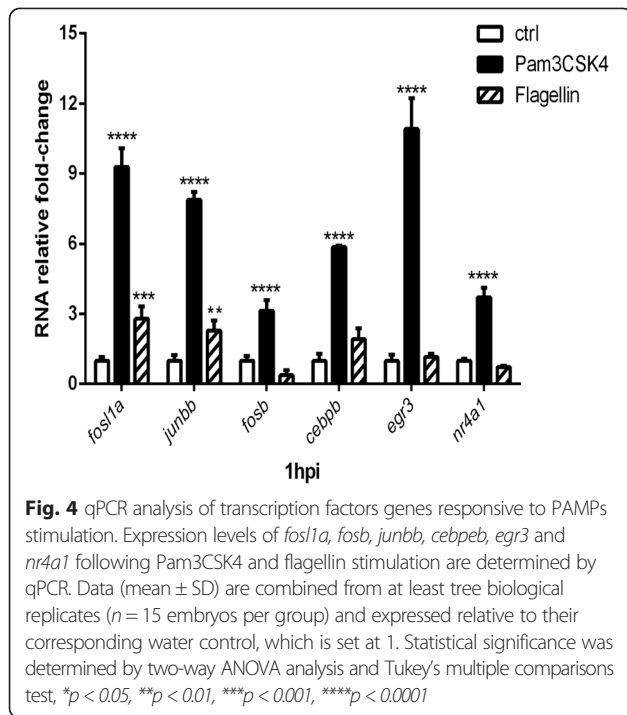 15
12
9
6
3
0
RNA relative fold-change
ctrl
Pam3CSK4
Flagellin
****
***
****
**
****
****
****
****
fosl1a
junbb
fosb
cebpb
egr3
nr4a1
1hpi
Fig. 4 qPCR analysis of transcription factors genes responsive to PAMPs
stimulation. Expression levels of fosl1a, fosb, junbb, cebpeb, egr3 and
nr4a1 following Pam3CSK4 and flagellin stimulation are determined by
qPCR. Data (mean ± SD) are combined from at least tree biological
replicates (n = 15 embryos per group) and expressed relative to their
corresponding water control, which is set at 1. Statistical significance was
determined by two-way ANOVA analysis and Tukey's multiple comparisons
test, *p < 0.05, **p < 0.01, ***p < 0.001, ****p < 0.0001